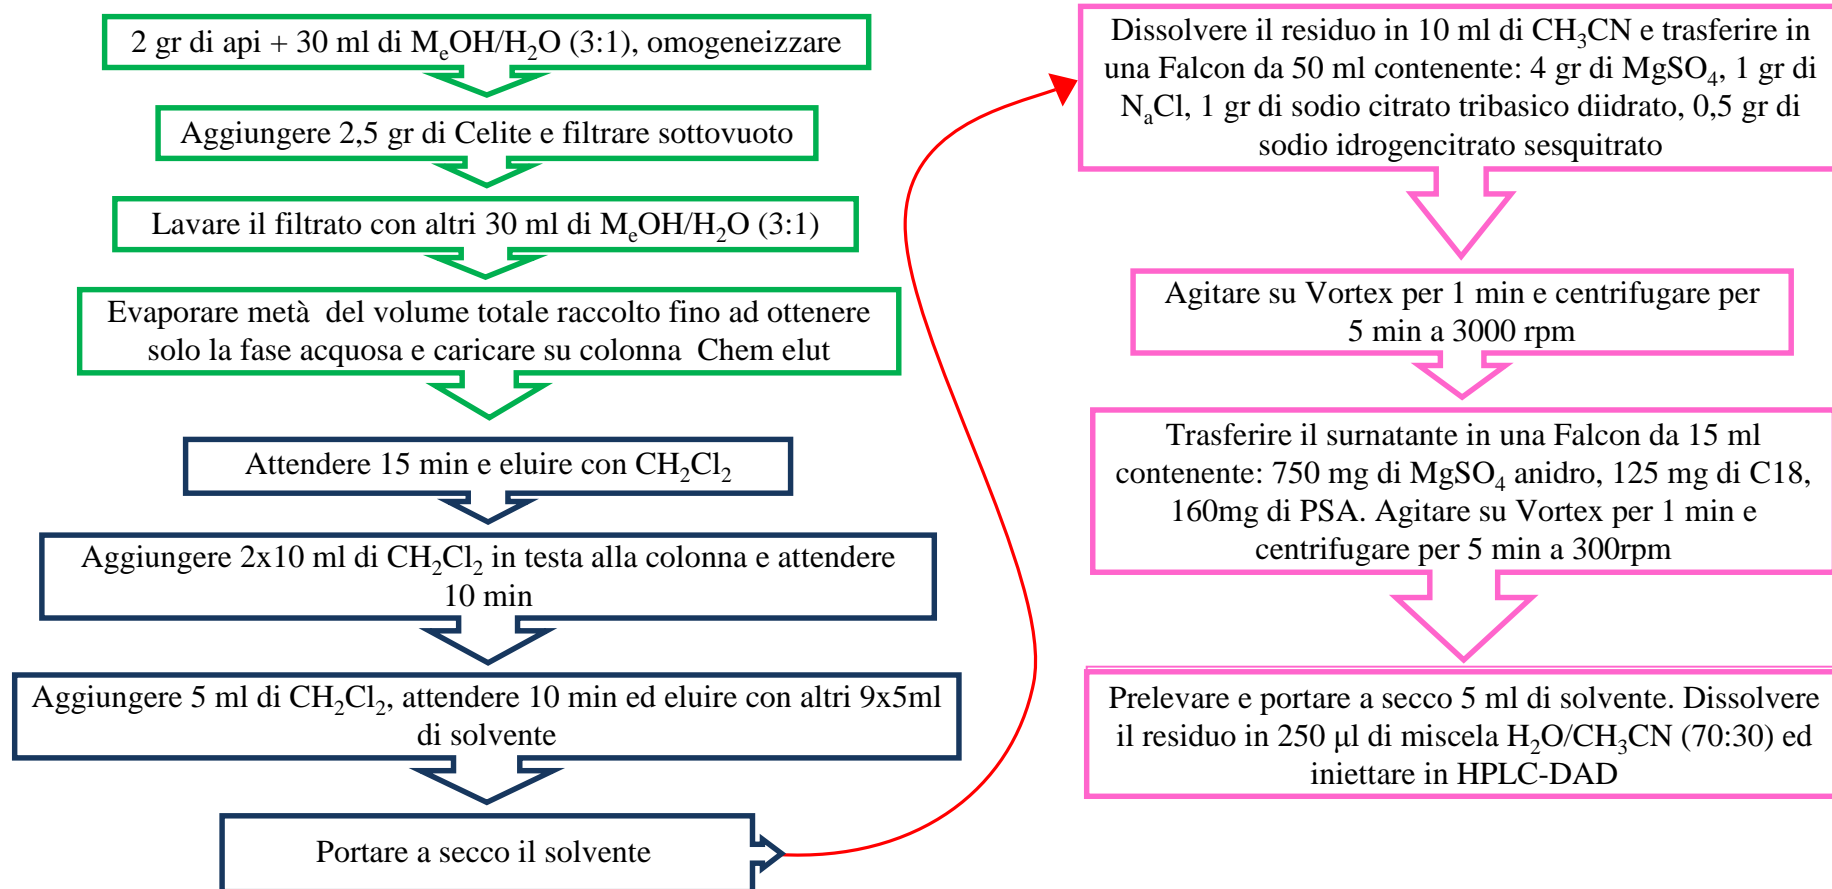 2 gr di api + 30 ml di MₑOH/H₂O (3:1), omogeneizzare
Aggiungere 2,5 gr di Celite e filtrare sottovuoto
Lavare il filtrato con altri 30 ml di MₑOH/H₂O (3:1)
Evaporare metà del volume totale raccolto fino ad ottenere
solo la fase acquosa e caricare su colonna Chem elut
Attendere 15 min e eluire con CH₂Cl₂
Aggiungere 2x10 ml di CH₂Cl₂ in testa alla colonna e attendere
10 min
Aggiungere 5 ml di CH₂Cl₂, attendere 10 min ed eluire con altri 9x5ml
di solvente
Portare a secco il solvente
Dissolvere il residuo in 10 ml di CH₃CN e trasferire in
una Falcon da 50 ml contenente: 4 gr di MgSO₄, 1 gr di
NₐCl, 1 gr di sodio citrato tribasico diidrato, 0,5 gr di
sodio idrogencitrato sesquitrato
Agitare su Vortex per 1 min e centrifugare per
5 min a 3000 rpm
Trasferire il surnatante in una Falcon da 15 ml
contenente: 750 mg di MgSO₄ anidro, 125 mg di C18,
160mg di PSA. Agitare su Vortex per 1 min e
centrifugare per 5 min a 300rpm
Prelevare e portare a secco 5 ml di solvente. Dissolvere
il residuo in 250 µl di miscela H₂O/CH₃CN (70:30) ed
iniettare in HPLC-DAD